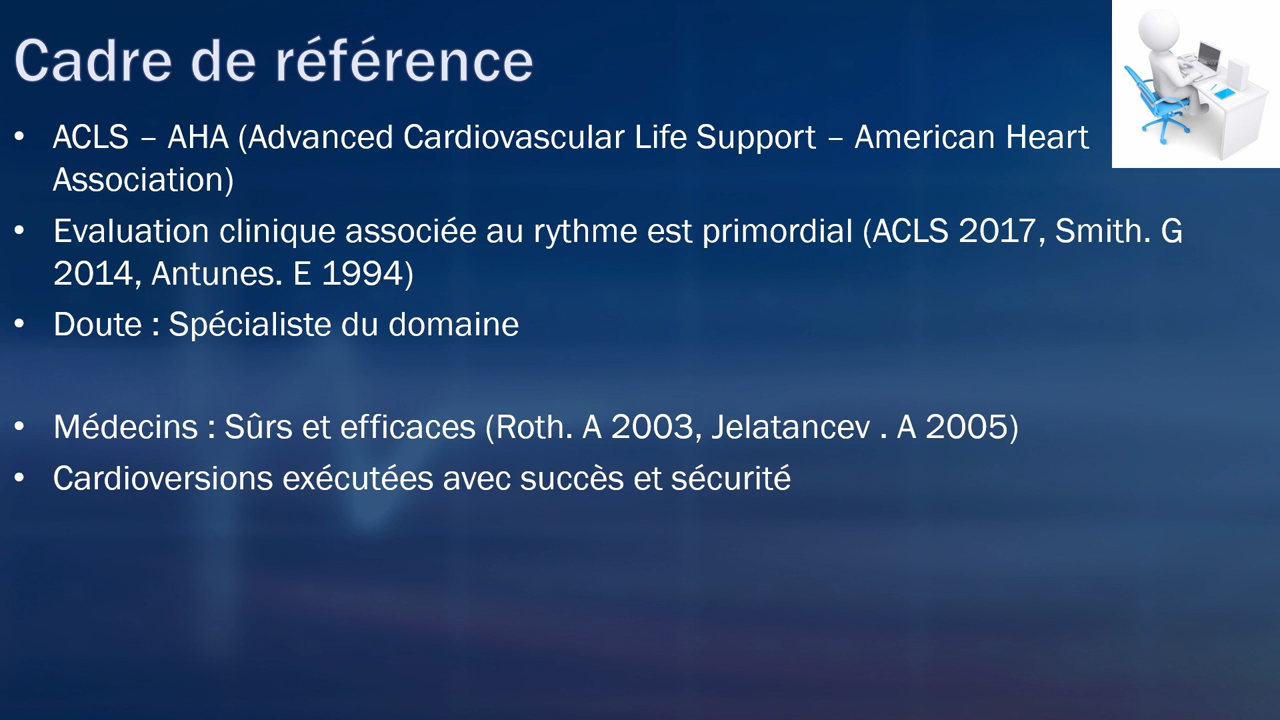 Cadre de référence
• ACLS – AHA (Advanced Cardiovascular Life Support – American Heart
Association)
• Evaluation clinique associée au rythme est primordial (ACLS 2017, Smith. G
2014, Antunes. E 1994)
• Doute : Spécialiste du domaine
• Médecins : Sûrs et efficaces (Roth. A 2003, Jelatancev . A 2005)
• Cardioversions exécutées avec succès et sécurité